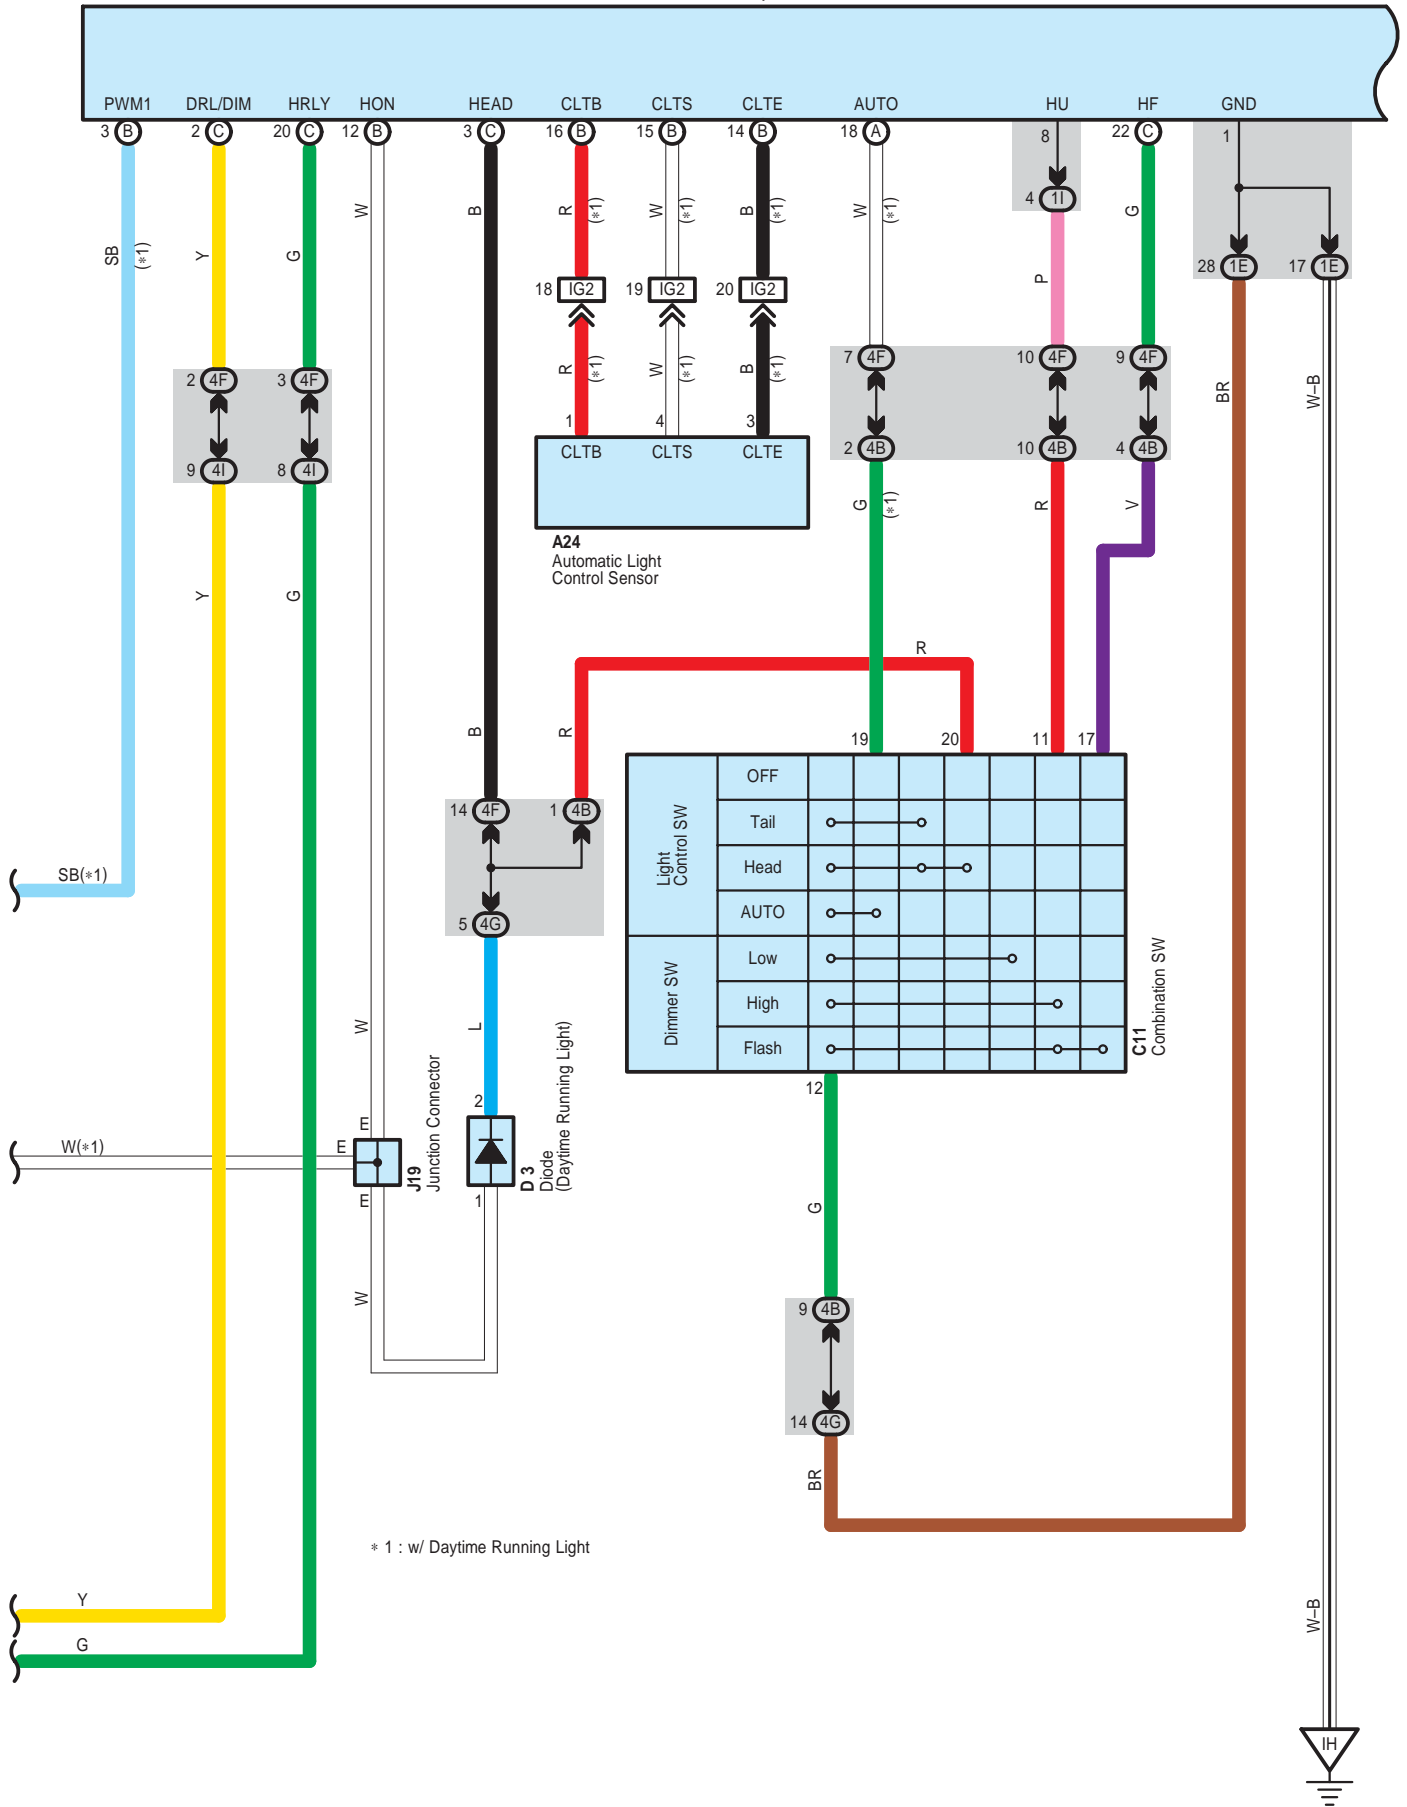 PWM1 DRL/DIM HRLY HON HEAD CLTB CLTS CLTE AUTO HU HF GND
3 B 2 C 20 C 12 B 3 C 16 B 15 B 14 B 18 A 8 22 C 1
4 1I
W B R (*1) W (*1) B (*1) W (*1) G
SB (*1) Y G P
28 1E 17 1E
18 IG2 19 IG2 20 IG2
R (*1) W (*1) B (*1)
7 4F 10 4F 9 4F
2 4F 3 4F
BR W–B
1 4 3
CLTB CLTS CLTE
2 4B 10 4B 4 4B
9 4I 8 4I
G (*1) R V
A24
Automatic Light
Control Sensor
Y G
R
B R
19 20 11 17
OFF
Tail
Head
AUTO
Light
Control SW
Low
High
Flash
Dimmer SW
C11
Combination SW
14 4F 1 4B
SB(*1)
5 4G
W L
12
2
E
W(*1) E
E
J19
Junction Connector
1
D 3
Diode
(Daytime Running Light)
G
W
9 4B
14 4G
BR
* 1 : w/ Daytime Running Light
Y
G
W–B
IH